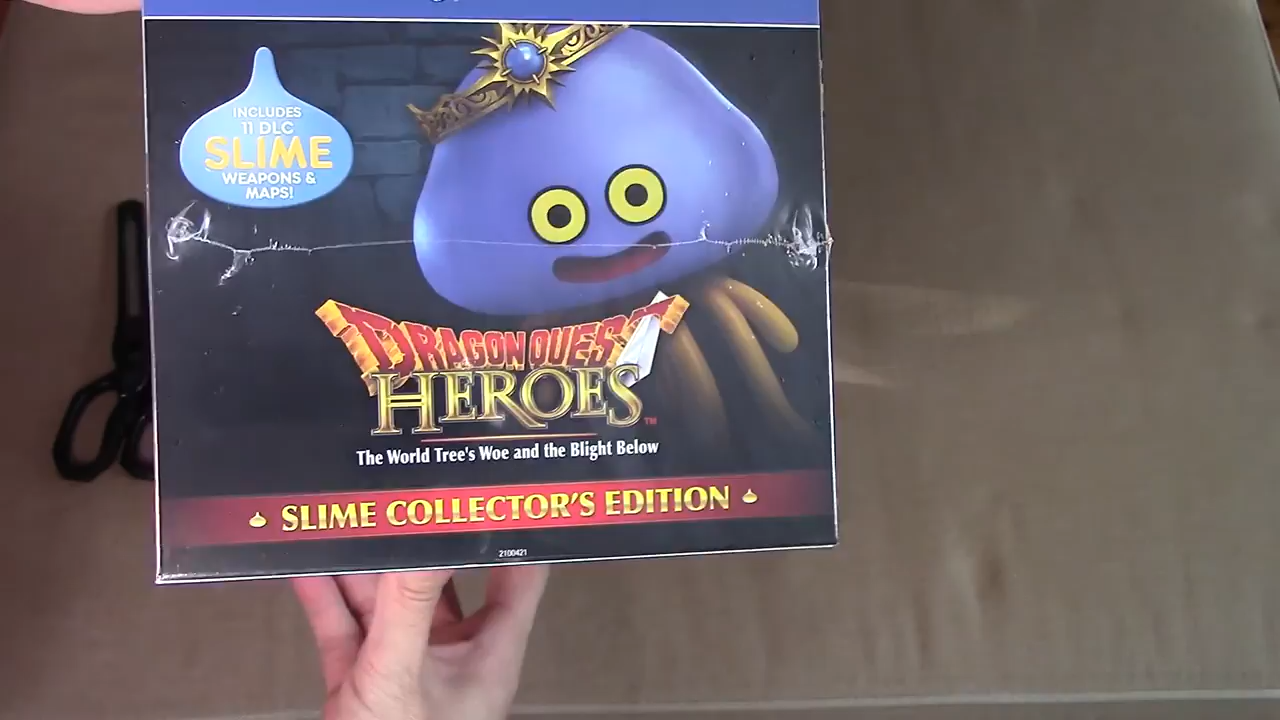 INCLUDES
11 DLC
SLIME
WEAPONS &
MAPS!
DRAGON QUEST
HEROES™
The World Tree's Woe and the Blight Below
SLIME COLLECTOR'S EDITION
2100421